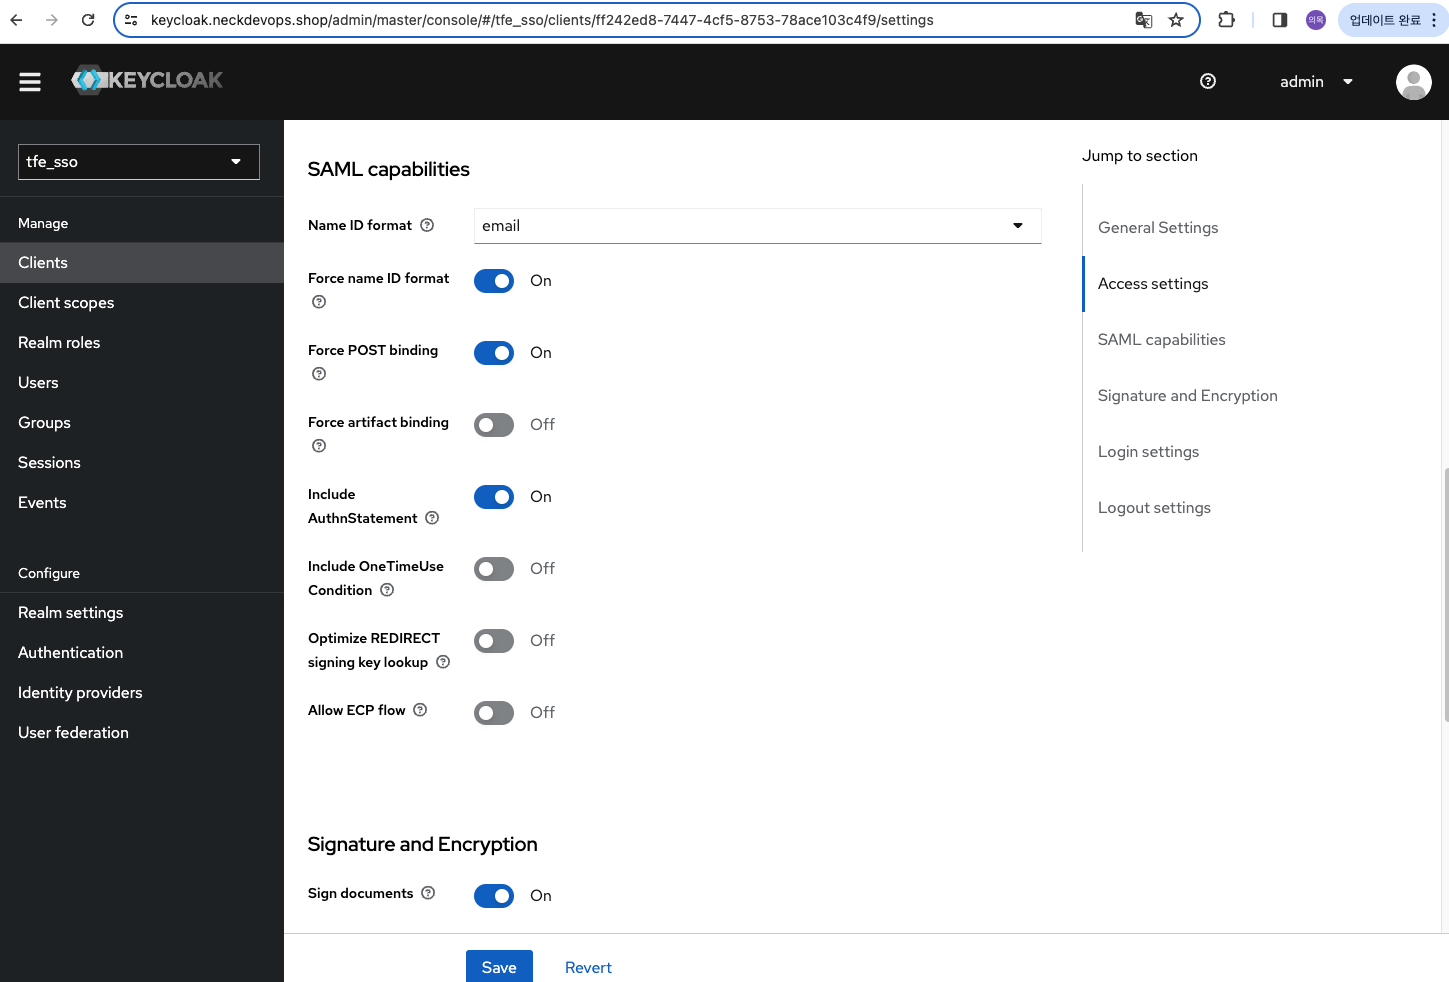 keycloak.neckdevops.shop/admin/master/console/#/tfe_sso/clients/ff242ed8-7447-4cf5-8753-78ace103c4f9/settings
의목
업데이트 완료
KEYCLOAK
admin
tfe_sso
Manage
Clients
Client scopes
Realm roles
Users
Groups
Sessions
Events
Configure
Realm settings
Authentication
Identity providers
User federation
SAML capabilities
Name ID format
email
Force name ID format
On
Force POST binding
On
Force artifact binding
Off
Include
AuthnStatement
On
Include OneTimeUse
Condition
Off
Optimize REDIRECT
signing key lookup
Off
Allow ECP flow
Off
Signature and Encryption
Sign documents
On
Save
Revert
Jump to section
General Settings
Access settings
SAML capabilities
Signature and Encryption
Login settings
Logout settings